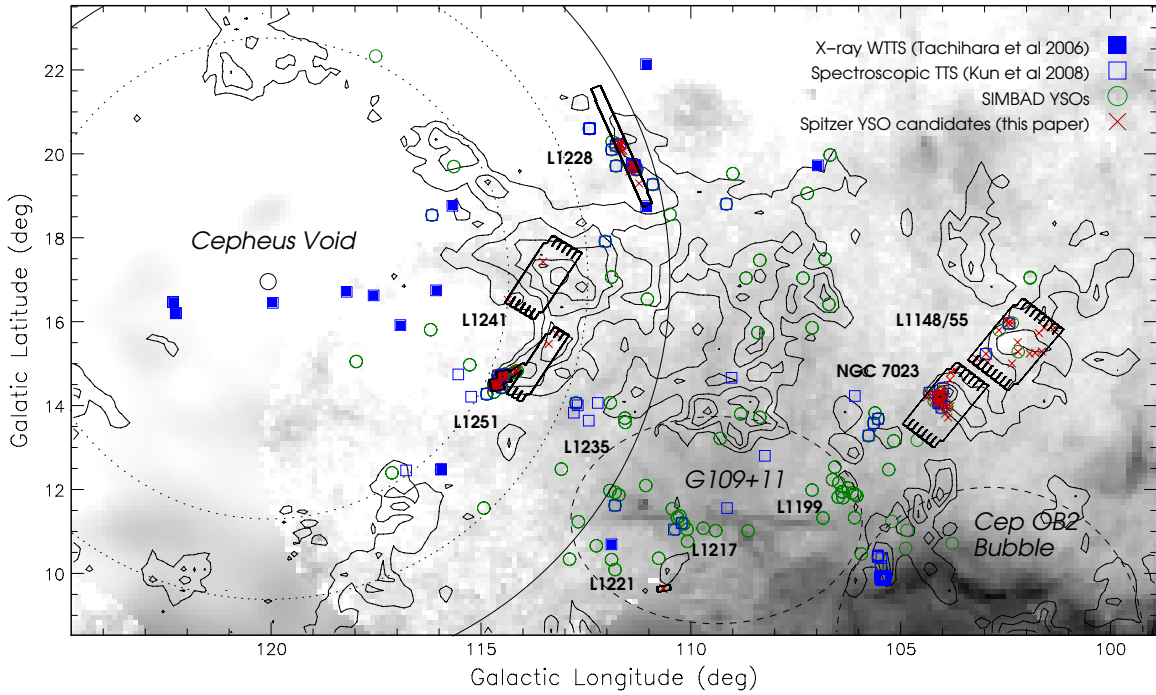 X-ray WTTS (Tachihara et al 2006)
Spectroscopic TTS (Kun et al 2008)
SIMBAD YSOs
Spitzer YSO candidates (this paper)
22
20
18
16
14
12
10
Galactic Latitude (deg)
L1228
Cepheus Void
L1241
L1148/55
NGC 7023
L1251
L1235
G109+11
L1199
Cep OB2
Bubble
L1217
L1221
120
115
110
105
100
Galactic Longitude (deg)